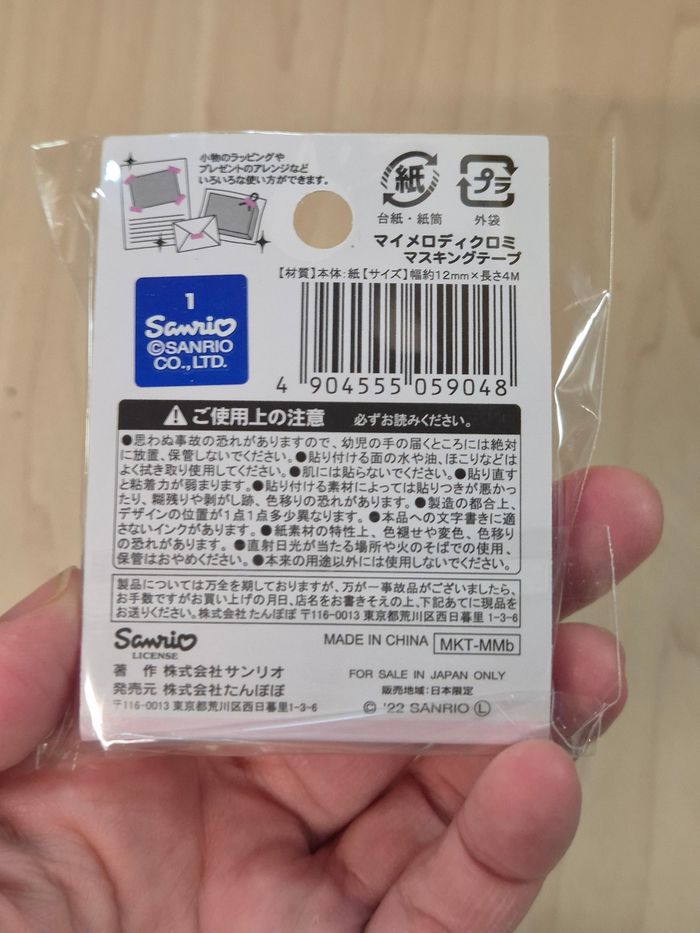 小物のラッピングや
プレゼントのアレンジなど
いろいろな使い方ができます。
紙
台紙・紙筒
プラ
外袋
マイメロディクロミ
マスキングテープ
【材質】本体:紙【サイズ】幅約12mm×長さ4M
1
Sanrio
©SANRIO
CO.,LTD.
4 904555 059048
ご使用上の注意 必ずお読みください。
●思わぬ事故の恐れがありますので、幼児の手の届くところには絶対
に放置、保管しないでください。●貼り付ける面の水や油、ほこりなどは
よく拭き取り使用してください。●肌には貼らないでください。●貼り直す
と粘着力が弱まります。●貼り付ける素材によっては貼りつきが悪かっ
たり、糊残りや剥がし跡、色移りの恐れがあります。●製造の都合上、
デザインの位置が1点1点多少異なります。●本品への文字書きに適
さないインクがあります。●紙素材の特性上、色褪せや変色、色移り
の恐れがあります。●直射日光が当たる場所や火のそばでの使用、
保管はおやめください。●本来の用途以外には使用しないでください。
製品については万全を期しておりますが、万が一事故品がございましたら、
お手数ですがお買い上げの月日、店名をお書きそえの上、下記あてに現品を
お送りください。株式会社たんぽぽ 〒116-0013 東京都荒川区西日暮里 1-3-6
Sanrio
LICENSE
MADE IN CHINA MKT-MMb
著 作 株式会社サンリオ
発売元 株式会社たんぽぽ
〒116-0013 東京都荒川区西日暮里1-3-6
FOR SALE IN JAPAN ONLY
販売地域:日本限定
© '22 SANRIO Ⓛ